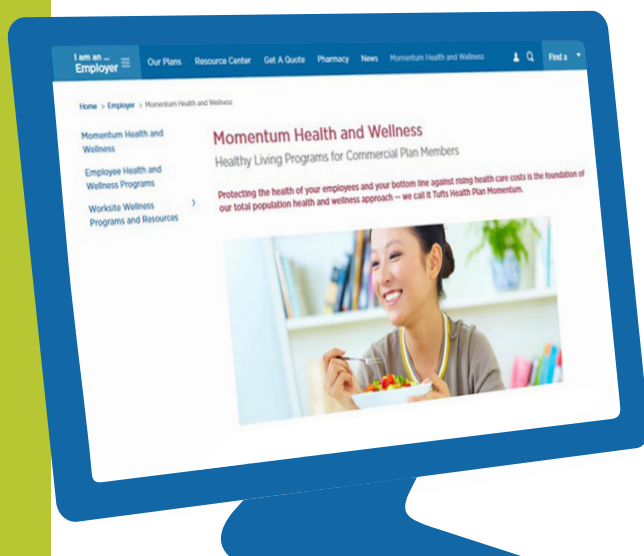 I am an ...
Employer
Our Plans
Resource Center
Get A Quote
Pharmacy
News
Momentum Health and Wellness
Find a
Home > Employer > Momentum Health and Wellness
Momentum Health and
Wellness
Employee Health and
Wellness Programs
Worksite Wellness
Programs and Resources
Momentum Health and Wellness
Healthy Living Programs for Commercial Plan Members
Protecting the health of your employees and your bottom line against rising health care costs is the foundation of
our total population health and wellness approach — we call it Tufts Health Plan Momentum.